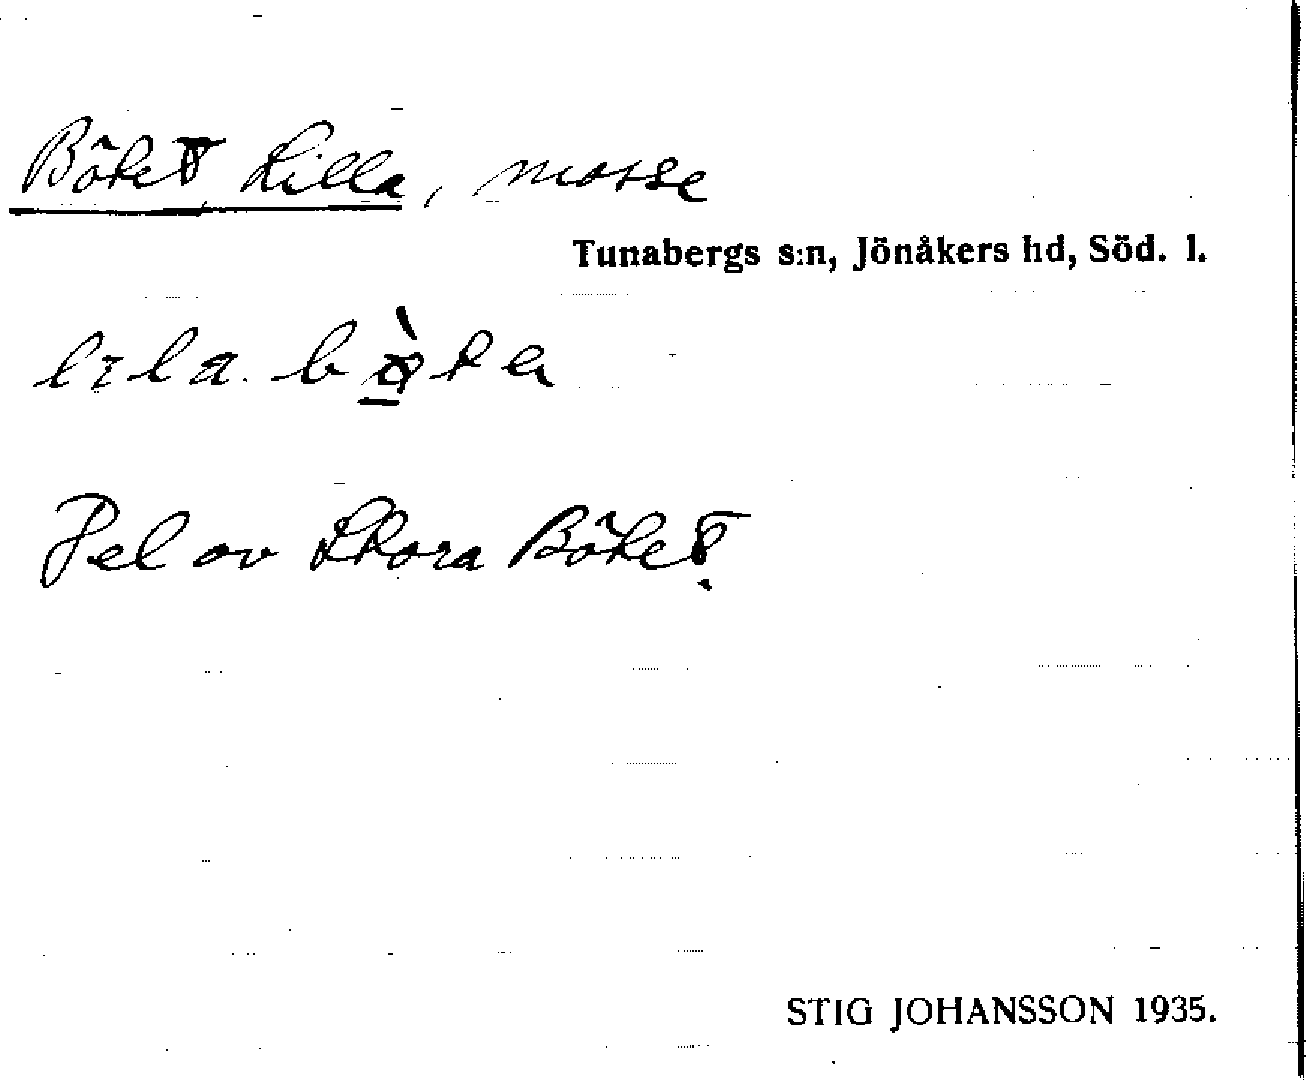 Böket, Lilla, mosse
Tunabergs s:n, Jönåkers hd, Söd. l.
Del av Stora Böket.
STIG JOHANSSON 1935.